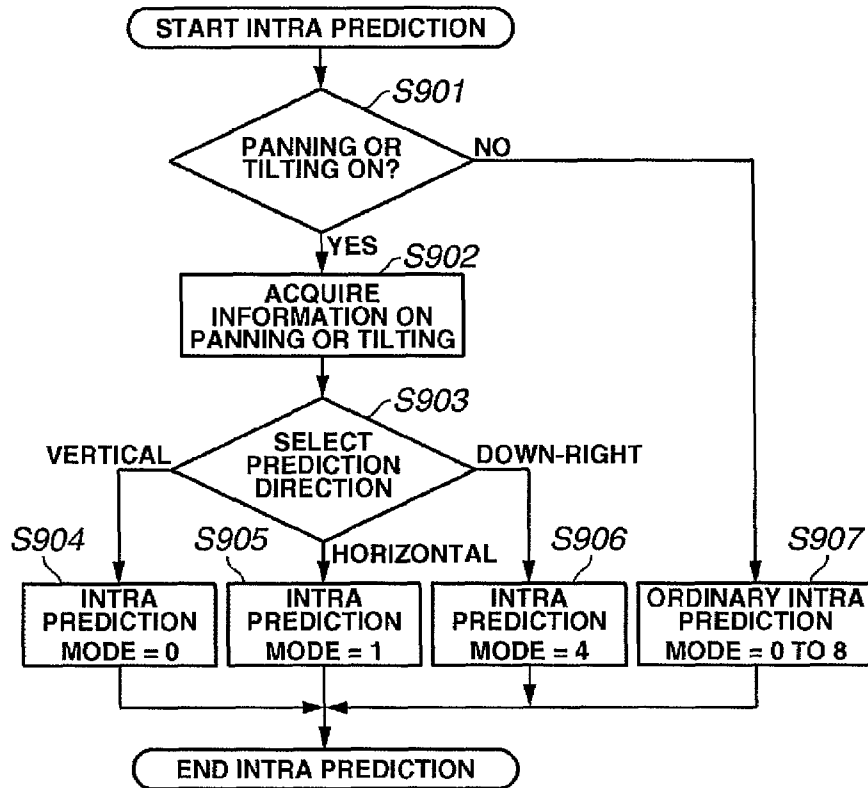 START INTRA PREDICTION
S901
PANNING OR
TILTING ON?
NO
YES
S902
ACQUIRE
INFORMATION ON
PANNING OR TILTING
S903
SELECT
PREDICTION
DIRECTION
VERTICAL
DOWN-RIGHT
HORIZONTAL
S904
INTRA
PREDICTION
MODE = 0
S905
INTRA
PREDICTION
MODE = 1
S906
INTRA
PREDICTION
MODE = 4
S907
ORDINARY INTRA
PREDICTION
MODE = 0 TO 8
END INTRA PREDICTION